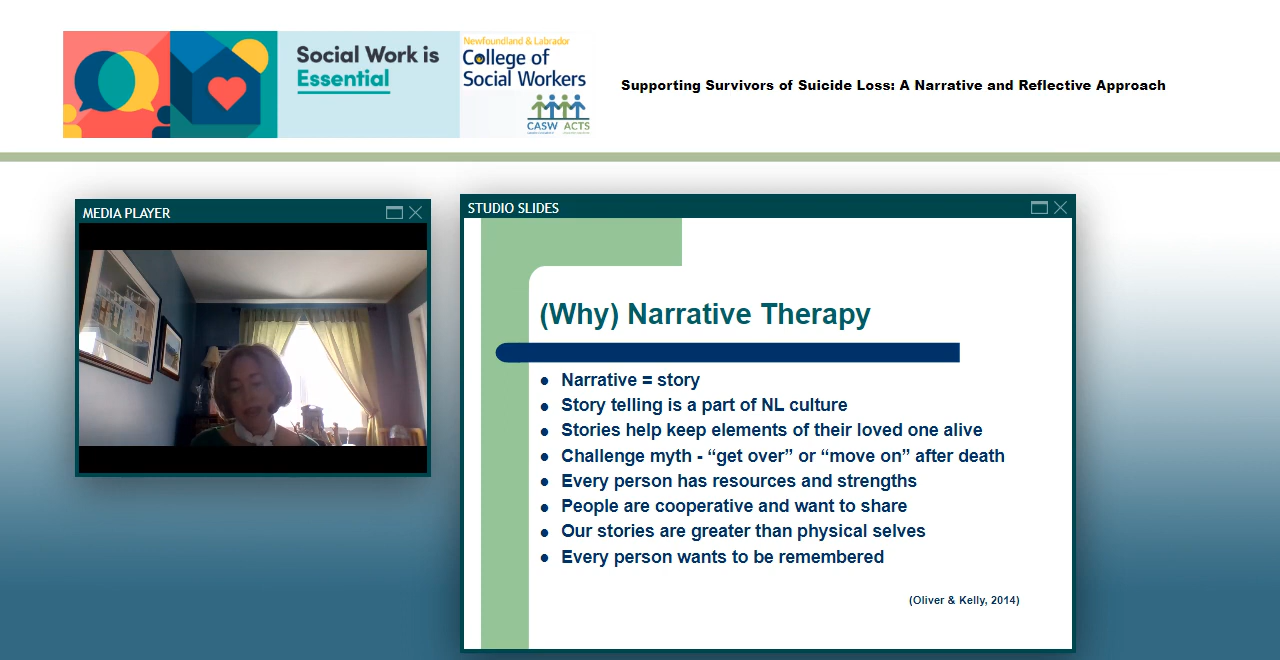 Social Work is
Essential
Newfoundland & Labrador
College of
Social Workers
CASW ACTS
Supporting Survivors of Suicide Loss: A Narrative and Reflective Approach
MEDIA PLAYER
STUDIO SLIDES
(Why) Narrative Therapy
● Narrative = story
● Story telling is a part of NL culture
● Stories help keep elements of their loved one alive
● Challenge myth - “get over” or “move on” after death
● Every person has resources and strengths
● People are cooperative and want to share
● Our stories are greater than physical selves
● Every person wants to be remembered
(Oliver & Kelly, 2014)